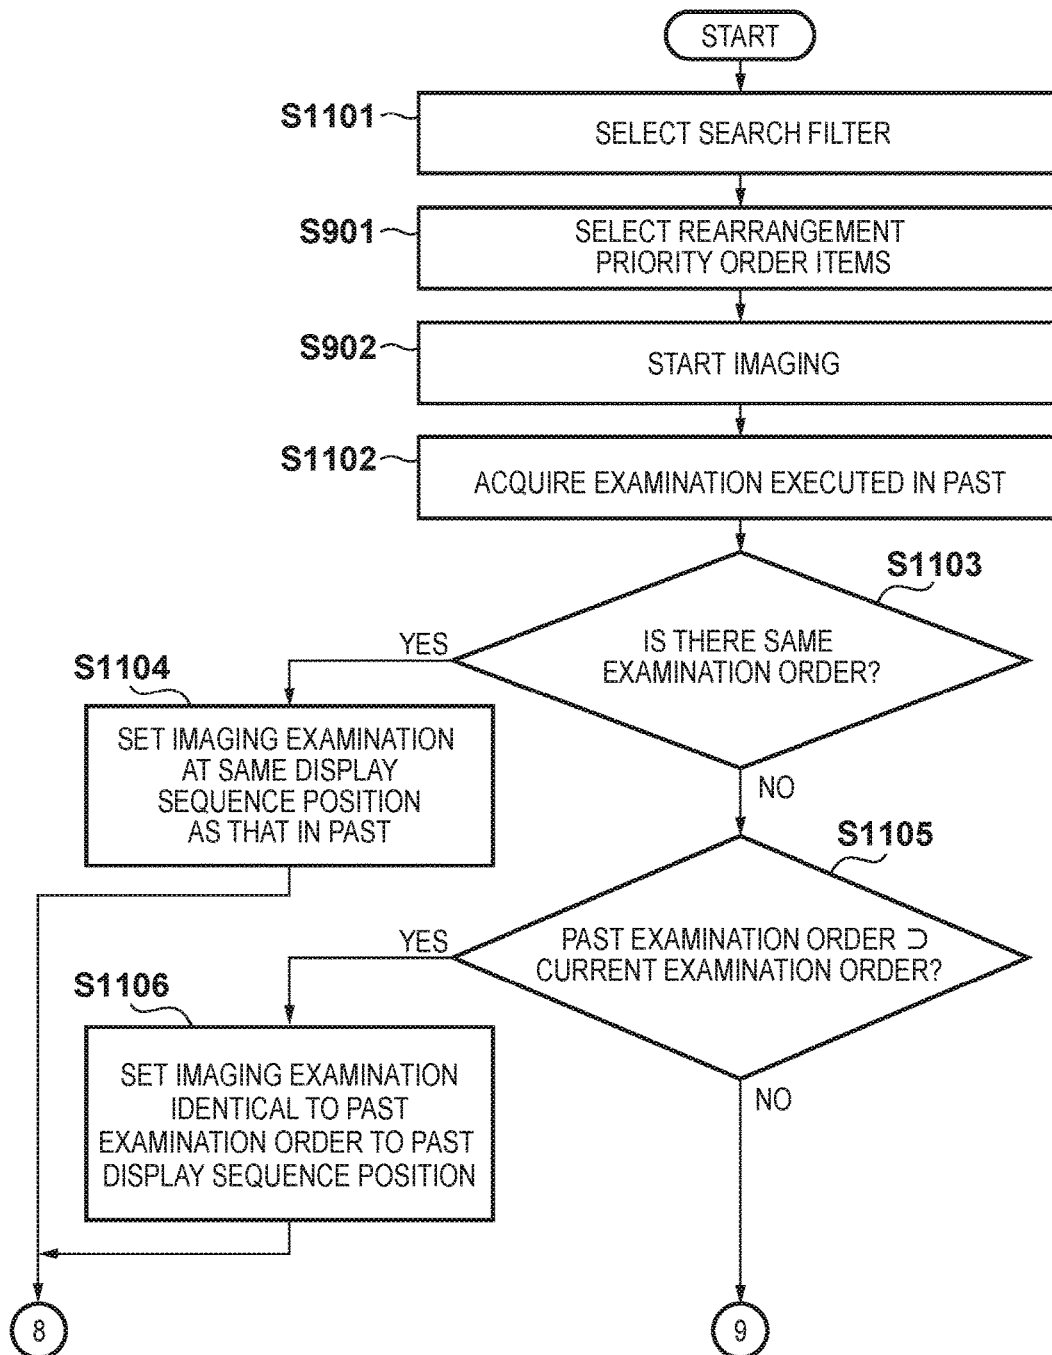 START
S1101
SELECT SEARCH FILTER
S901
SELECT REARRANGEMENT
PRIORITY ORDER ITEMS
S902
START IMAGING
S1102
ACQUIRE EXAMINATION EXECUTED IN PAST
S1103
IS THERE SAME
EXAMINATION ORDER?
YES
NO
S1104
SET IMAGING EXAMINATION
AT SAME DISPLAY
SEQUENCE POSITION
AS THAT IN PAST
S1105
PAST EXAMINATION ORDER ⊃
CURRENT EXAMINATION ORDER?
YES
NO
S1106
SET IMAGING EXAMINATION
IDENTICAL TO PAST
EXAMINATION ORDER TO PAST
DISPLAY SEQUENCE POSITION
8
9